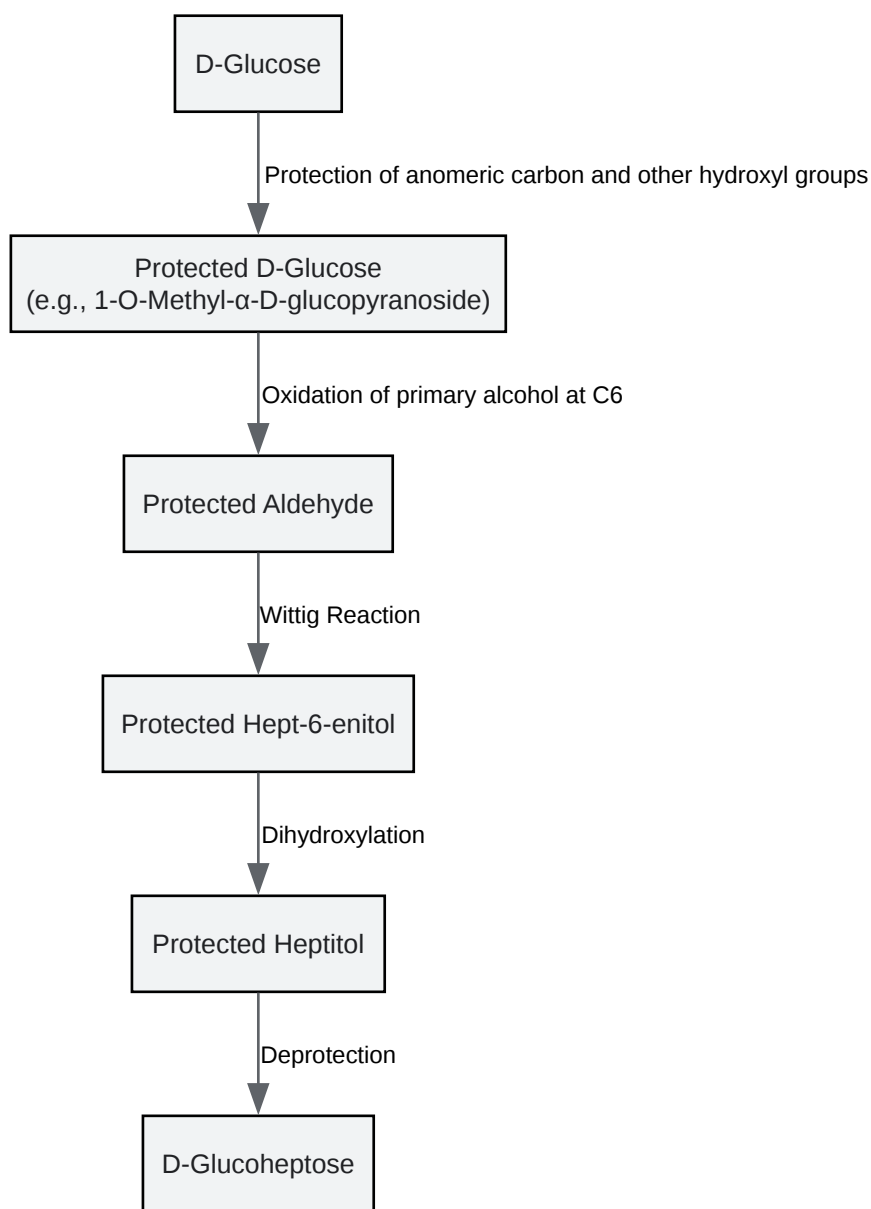 D-Glucose
Protection of anomeric carbon and other hydroxyl groups
Protected D-Glucose
(e.g., 1-O-Methyl-α-D-glucopyranoside)
Oxidation of primary alcohol at C6
Protected Aldehyde
Wittig Reaction
Protected Hept-6-enitol
Dihydroxylation
Protected Heptitol
Deprotection
D-Glucoheptose